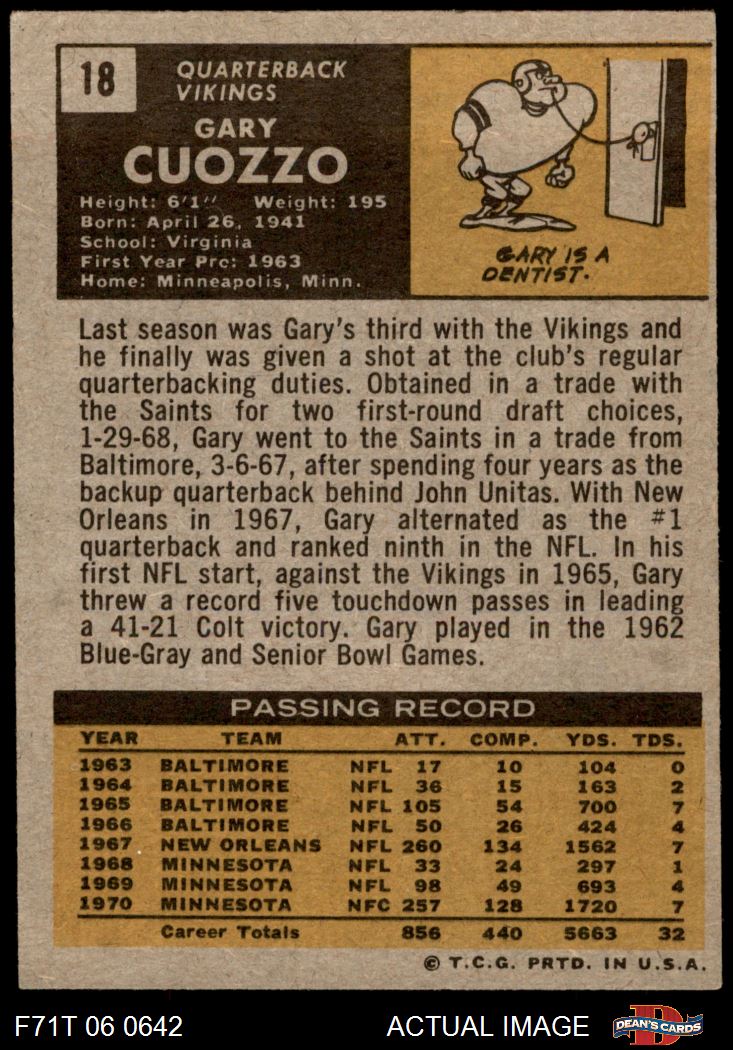 18
QUARTERBACK
VIKINGS
GARY
CUOZZO
Height: 6'1" Weight: 195
Born: April 26, 1941
School: Virginia
First Year Pro: 1963
Home: Minneapolis, Minn.
GARY IS A
DENTIST.
Last season was Gary's third with the Vikings and
he finally was given a shot at the club's regular
quarterbacking duties. Obtained in a trade with
the Saints for two first-round draft choices,
1-29-68, Gary went to the Saints in a trade from
Baltimore, 3-6-67, after spending four years as the
backup quarterback behind John Unitas. With New
Orleans in 1967, Gary alternated as the #1
quarterback and ranked ninth in the NFL. In his
first NFL start, against the Vikings in 1965, Gary
threw a record five touchdown passes in leading
a 41-21 Colt victory. Gary played in the 1962
Blue-Gray and Senior Bowl Games.
PASSING RECORD
YEAR TEAM ATT. COMP. YDS. TDS.
1963 BALTIMORE NFL 17 10 104 0
1964 BALTIMORE NFL 36 15 163 2
1965 BALTIMORE NFL 105 54 700 7
1966 BALTIMORE NFL 50 26 424 4
1967 NEW ORLEANS NFL 260 134 1562 7
1968 MINNESOTA NFL 33 24 297 1
1969 MINNESOTA NFL 98 49 693 4
1970 MINNESOTA NFC 257 128 1720 7
Career Totals 856 440 5663 32
© T.C.G. PRTD. IN U.S.A.
F71T 06 0642 ACTUAL IMAGE D DEAN'S CARDS